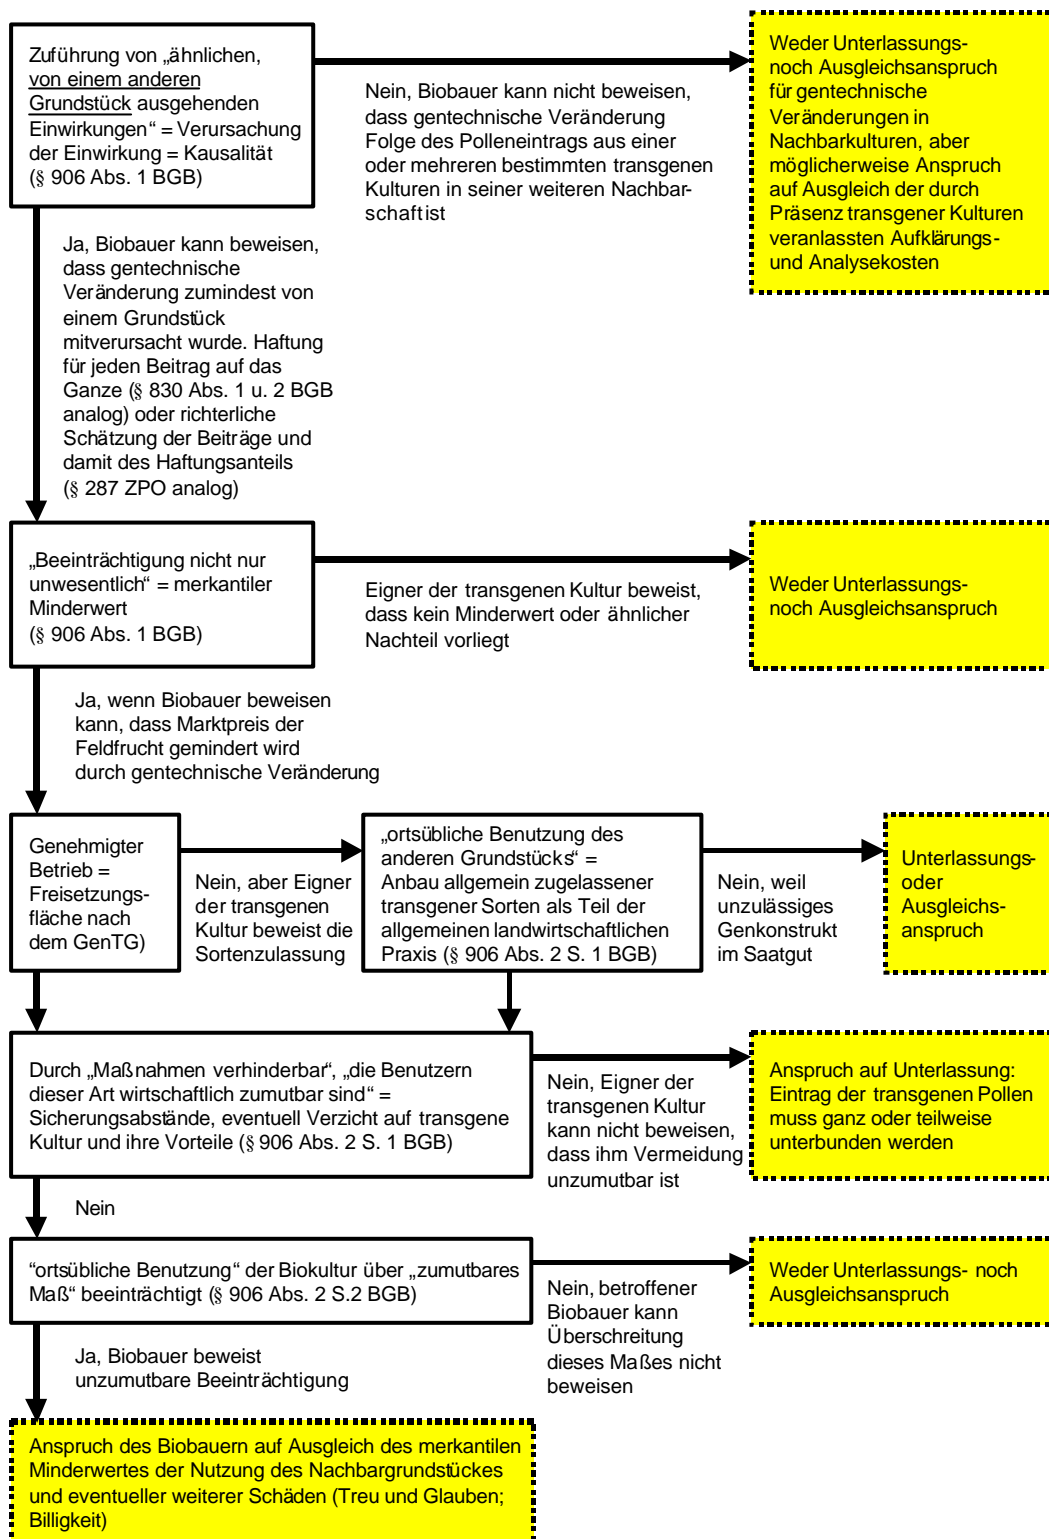 Zuführung von „ähnlichen,
von einem anderen
Grundstück ausgehenden
Einwirkungen“ = Verursachung
der Einwirkung = Kausalität
(§ 906 Abs. 1 BGB)
Nein, Biobauer kann nicht beweisen,
dass gentechnische Veränderung
Folge des Polleneintrags aus einer
oder mehreren bestimmten transgenen
Kulturen in seiner weiteren Nachbar-
schaft ist
Weder Unterlassungs-
noch Ausgleichsanspruch
für gentechnische
Veränderungen in
Nachbarkulturen, aber
möglicherweise Anspruch
auf Ausgleich der durch
Präsenz transgener Kulturen
veranlassten Aufklärungs-
und Analysekosten
Ja, Biobauer kann beweisen,
dass gentechnische
Veränderung zumindest von
einem Grundstück
mitverursacht wurde. Haftung
für jeden Beitrag auf das
Ganze (§ 830 Abs. 1 u. 2 BGB
analog) oder richterliche
Schätzung der Beiträge und
damit des Haftungsanteils
(§ 287 ZPO analog)
„Beeinträchtigung nicht nur
unwesentlich“ = merkantiler
Minderwert
(§ 906 Abs. 1 BGB)
Eigner der transgenen Kultur beweist,
dass kein Minderwert oder ähnlicher
Nachteil vorliegt
Weder Unterlassungs-
noch Ausgleichsanspruch
Ja, wenn Biobauer beweisen
kann, dass Marktpreis der
Feldfrucht gemindert wird
durch gentechnische Veränderung
Genehmigter
Betrieb =
Freisetzungs-
fläche nach
dem GenTG)
Nein, aber Eigner
der transgenen
Kultur beweist die
Sortenzulassung
„ortsübliche Benutzung des
anderen Grundstücks“ =
Anbau allgemein zugelassener
transgener Sorten als Teil der
allgemeinen landwirtschaftlichen
Praxis (§ 906 Abs. 2 S. 1 BGB)
Nein, weil
unzulässiges
Genkonstrukt
im Saatgut
Unterlassungs-
oder
Ausgleichs-
anspruch
Durch „Maßnahmen verhinderbar“, „die Benutzern
dieser Art wirtschaftlich zumutbar sind“ =
Sicherungsabstände, eventuell Verzicht auf transgene
Kultur und ihre Vorteile (§ 906 Abs. 2 S. 1 BGB)
Nein, Eigner der
transgenen Kultur
kann nicht beweisen,
dass ihm Vermeidung
unzumutbar ist
Anspruch auf Unterlassung:
Eintrag der transgenen Pollen
muss ganz oder teilweise
unterbunden werden
Nein
“ortsübliche Benutzung“ der Biokultur über „zumutbares
Maß“ beeinträchtigt (§ 906 Abs. 2 S.2 BGB)
Nein, betroffener
Biobauer kann
Überschreitung
dieses Maßes nicht
beweisen
Weder Unterlassungs- noch
Ausgleichsanspruch
Ja, Biobauer beweist
unzumutbare Beeinträchtigung
Anspruch des Biobauern auf Ausgleich des merkantilen
Minderwertes der Nutzung des Nachbargrundstückes
und eventueller weiterer Schäden (Treu und Glauben;
Billigkeit)